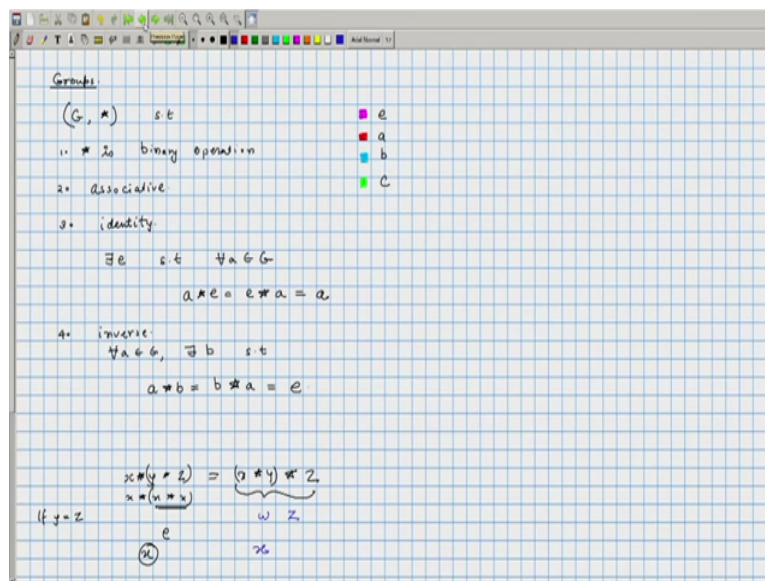 Groups.
(G, *) s.t
1. * is binary operation
2. associative.
3. identity.
∃e s.t ∀a∈G
a*e = e*a = a
4. inverse.
∀a∈G, ∃ b s.t
a*b = b*a = e.
e
a
b
c
x*(y*z) = (x*y)*z
x*(x*x)
If y=z
w z
e
x
x